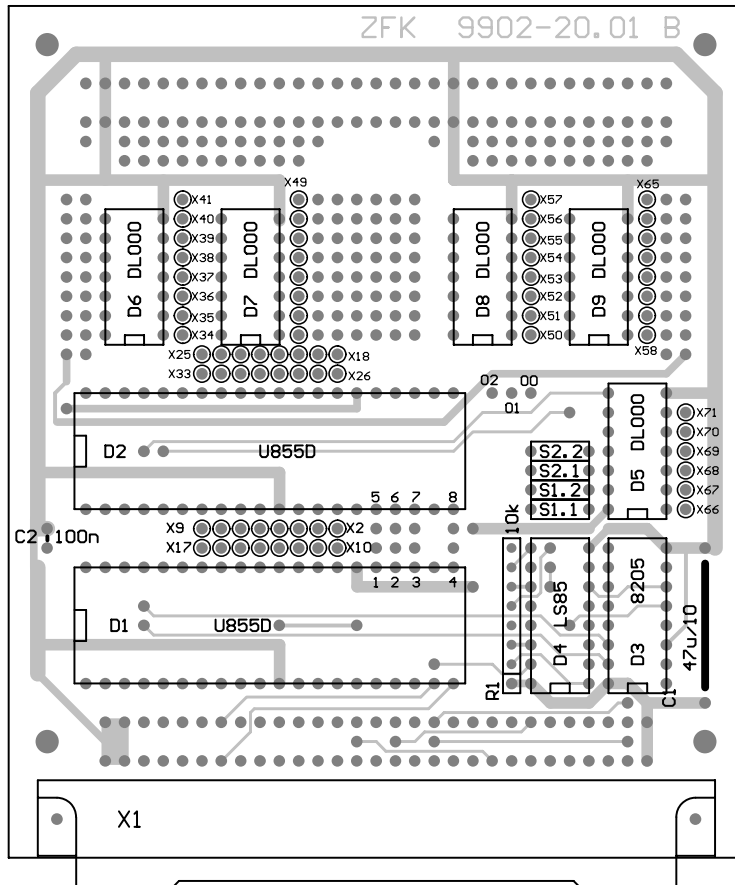 ZFK 9902-20.01 B
X49
X65
X41
X57
X40
X56
X39
X55
X38
X54
X37
X53
X36
X52
X35
X51
X34
X50
DL000
DL000
DL000
DL000
D6
D7
D8
D9
X58
X25
X18
X33
X26
O2
OO
O1
X71
X70
X69
X68
X67
X66
DL000
D5
D2
U855D
S2.2
S2.1
S1.2
S1.1
5 6 7 8
X9
X2
X17
X10
C2
100n
10k
1 2 3 4
LS85
8205
D1
U855D
D4
D3
47u/10
R1
C1
X1